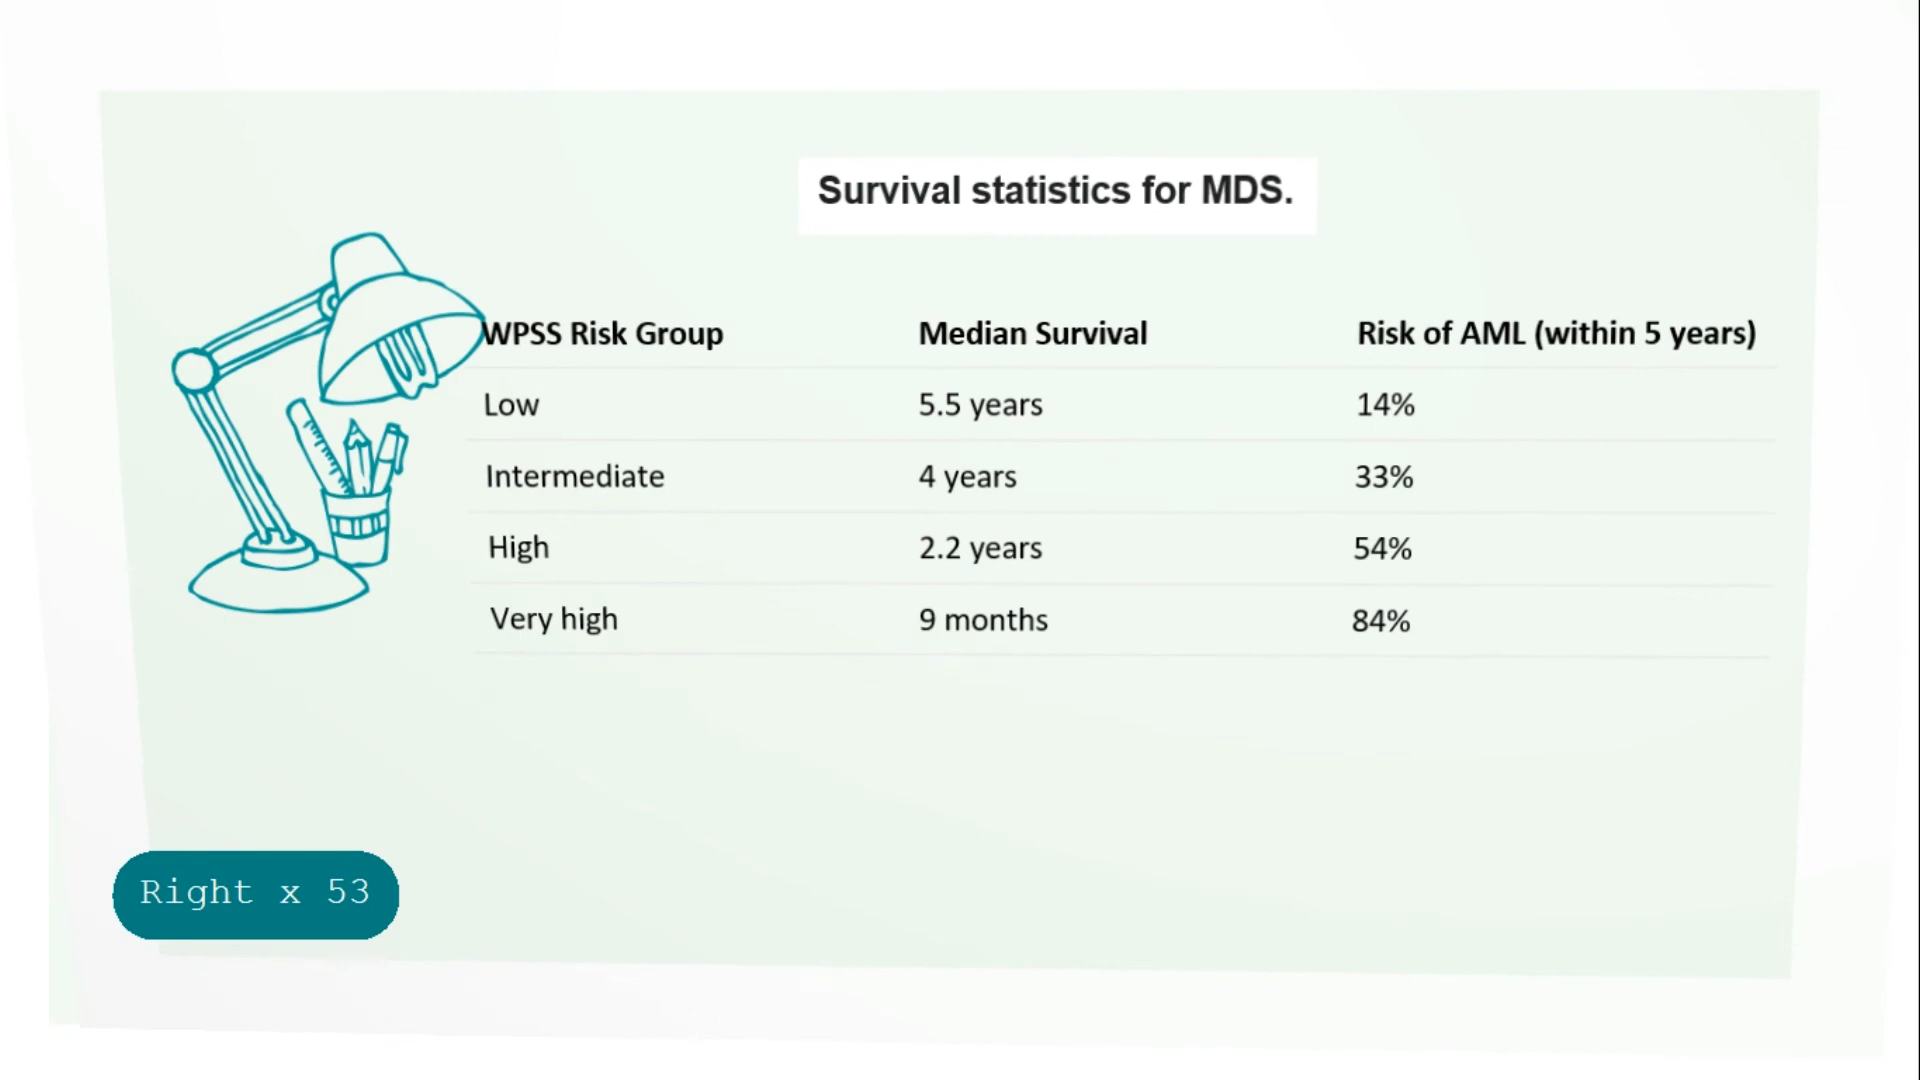 Survival statistics for MDS.
WPSS Risk Group Median Survival Risk of AML (within 5 years)
Low 5.5 years 14%
Intermediate 4 years 33%
High 2.2 years 54%
Very high 9 months 84%
Right x 53